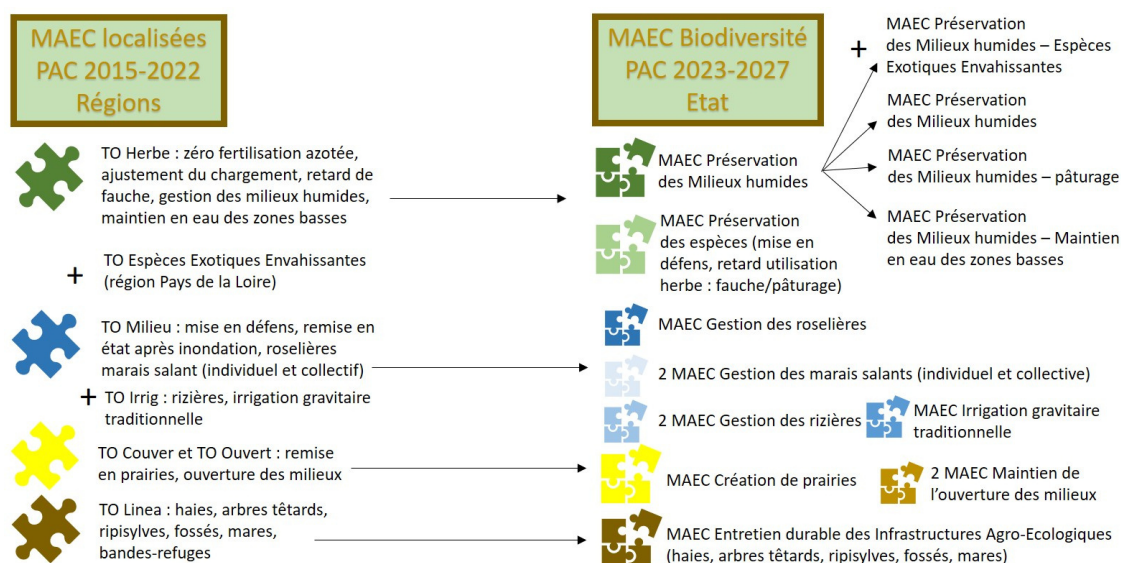 MAEC localisées
PAC 2015-2022
Régions
TO Herbe : zéro fertilisation azotée,
ajustement du chargement, retard de
fauche, gestion des milieux humides,
maintien en eau des zones basses
+ TO Espèces Exotiques Envahissantes
(région Pays de la Loire)
TO Milieu : mise en défens, remise en
état après inondation, roselières
marais salant (individuel et collectif)
+ TO Irrig : rizières, irrigation gravitaire
traditionnelle
TO Couver et TO Ouvert : remise
en prairies, ouverture des milieux
TO Linea : haies, arbres têtards,
ripisylves, fossés, mares,
bandes-refuges
MAEC Biodiversité
PAC 2023-2027
Etat
MAEC Préservation
des Milieux humides
+ MAEC Préservation
des Milieux humides – Espèces
Exotiques Envahissantes
MAEC Préservation
des Milieux humides
MAEC Préservation
des Milieux humides – pâturage
MAEC Préservation
des Milieux humides – Maintien
en eau des zones basses
MAEC Préservation
des espèces (mise en
défens, retard utilisation
herbe : fauche/pâturage)
MAEC Gestion des roselières
2 MAEC Gestion des marais salants (individuel et collective)
2 MAEC Gestion des rizières
MAEC Irrigation gravitaire
traditionnelle
MAEC Création de prairies
2 MAEC Maintien de
l'ouverture des milieux
MAEC Entretien durable des Infrastructures Agro-Ecologiques
(haies, arbres têtards, ripisylves, fossés, mares)